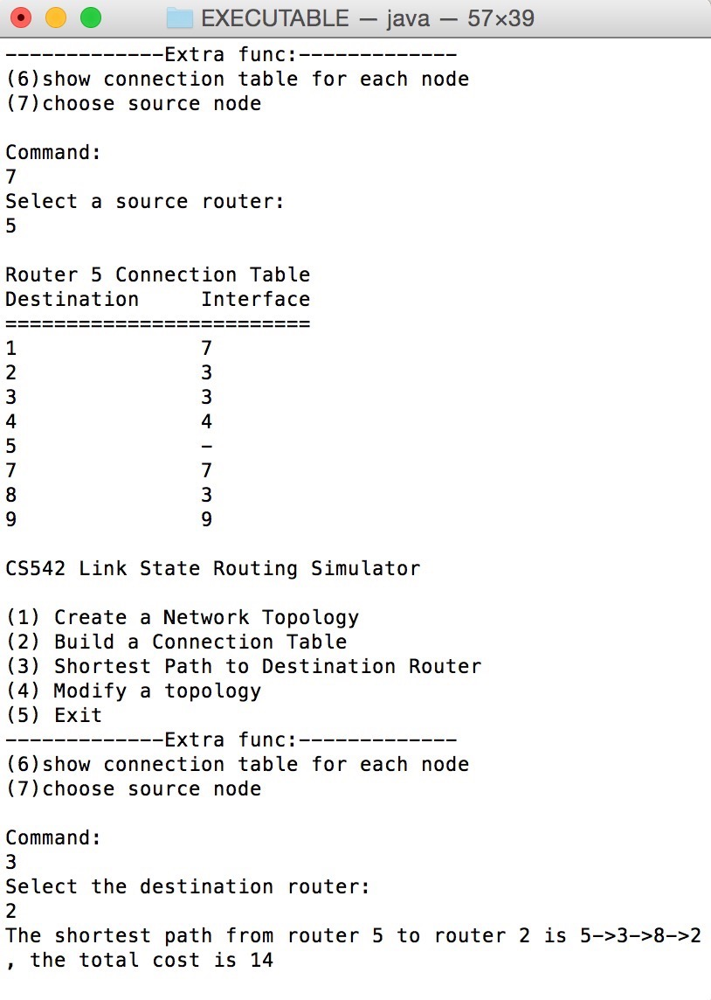 EXECUTABLE — java — 57×39
-------------Extra func:-------------
(6)show connection table for each node
(7)choose source node
Command:
7
Select a source router:
5
Router 5 Connection Table
Destination     Interface
=========================
1               7
2               3
3               3
4               4
5               -
7               7
8               3
9               9
CS542 Link State Routing Simulator
(1) Create a Network Topology
(2) Build a Connection Table
(3) Shortest Path to Destination Router
(4) Modify a topology
(5) Exit
-------------Extra func:-------------
(6)show connection table for each node
(7)choose source node
Command:
3
Select the destination router:
2
The shortest path from router 5 to router 2 is 5->3->8->2
, the total cost is 14